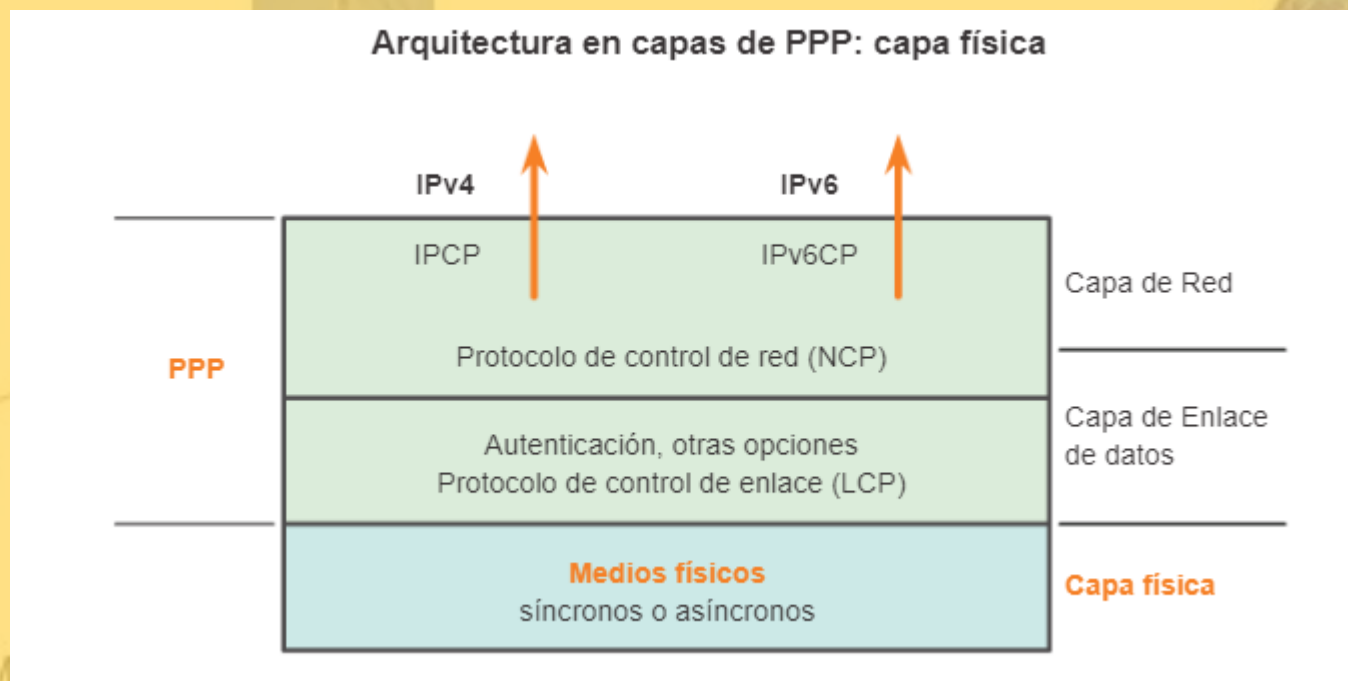 Arquitectura en capas de PPP: capa física
IPv4
IPv6
IPCP
IPv6CP
Capa de Red
Protocolo de control de red (NCP)
PPP
Capa de Enlace
de datos
Autenticación, otras opciones
Protocolo de control de enlace (LCP)
Medios físicos
síncronos o asíncronos
Capa física